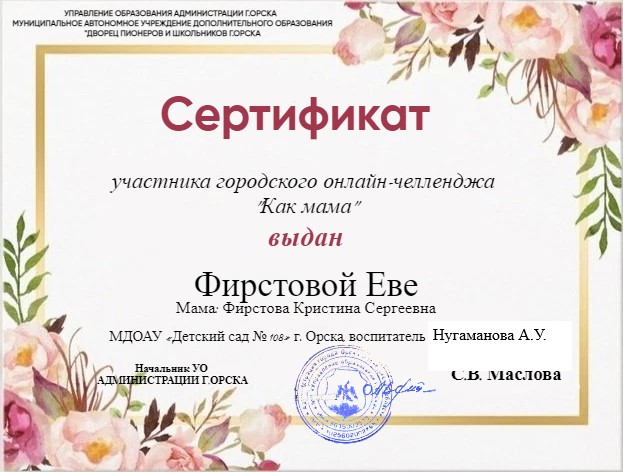 УПРАВЛЕНИЕ ОБРАЗОВАНИЯ АДМИНИСТРАЦИИ Г.ОРСКА
МУНИЦИПАЛЬНОЕ АВТОНОМНОЕ УЧРЕЖДЕНИЕ ДОПОЛНИТЕЛЬНОГО ОБРАЗОВАНИЯ
"ДВОРЕЦ ПИОНЕРОВ И ШКОЛЬНИКОВ Г.ОРСКА
Сертификат
участника городского онлайн-челленджа
"Как мама"
выдан
Фирстовой Еве
Мама: Фирстова Кристина Сергеевна
МДОАУ «Детский сад № 108» г. Орска, воспитатель Нугаманова А.У.
Начальник УО
АДМИНИСТРАЦИИ Г.ОРСКА
С.В. Маслова